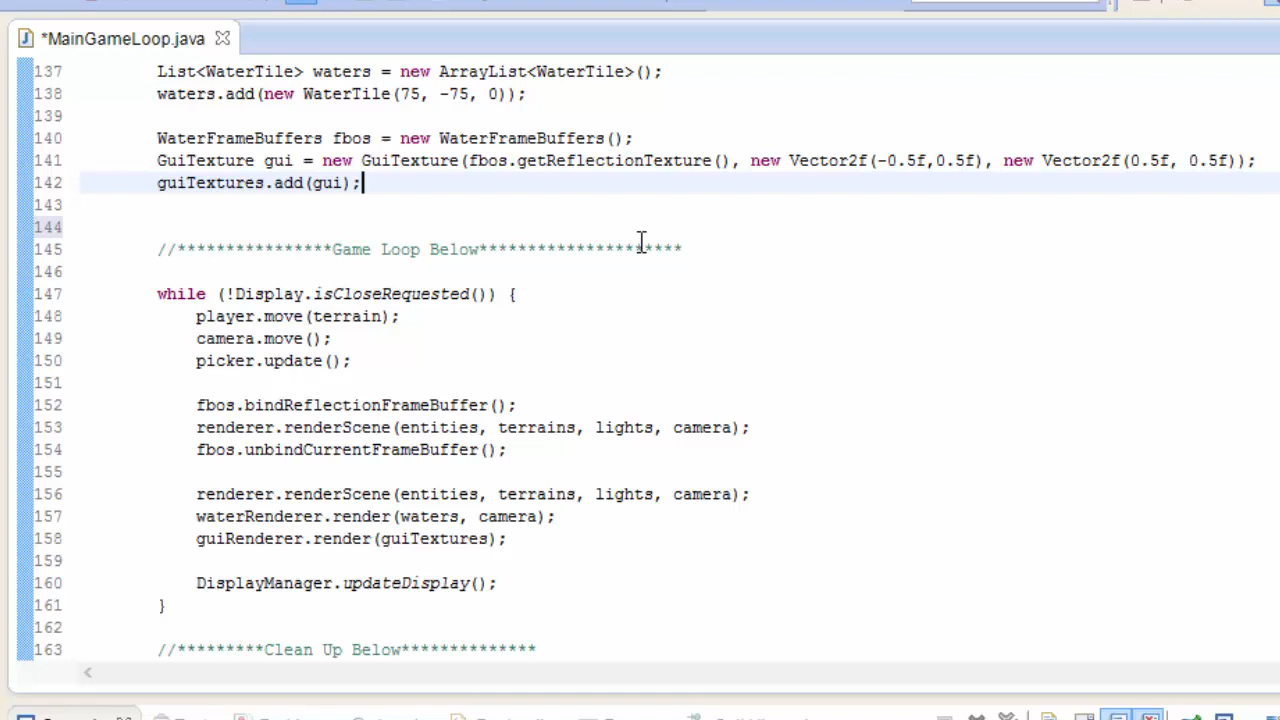 *MainGameLoop.java
137 List<WaterTile> waters = new ArrayList<WaterTile>();
138 waters.add(new WaterTile(75, -75, 0));
139
140 WaterFrameBuffers fbos = new WaterFrameBuffers();
141 GuiTexture gui = new GuiTexture(fbos.getReflectionTexture(), new Vector2f(-0.5f,0.5f), new Vector2f(0.5f, 0.5f));
142 guiTextures.add(gui);
143
144
145 //****************Game Loop Below*********************
146
147 while (!Display.isCloseRequested()) {
148 player.move(terrain);
149 camera.move();
150 picker.update();
151
152 fbos.bindReflectionFrameBuffer();
153 renderer.renderScene(entities, terrains, lights, camera);
154 fbos.unbindCurrentFrameBuffer();
155
156 renderer.renderScene(entities, terrains, lights, camera);
157 waterRenderer.render(waters, camera);
158 guiRenderer.render(guiTextures);
159
160 DisplayManager.updateDisplay();
161 }
162
163 //*********Clean Up Below**************